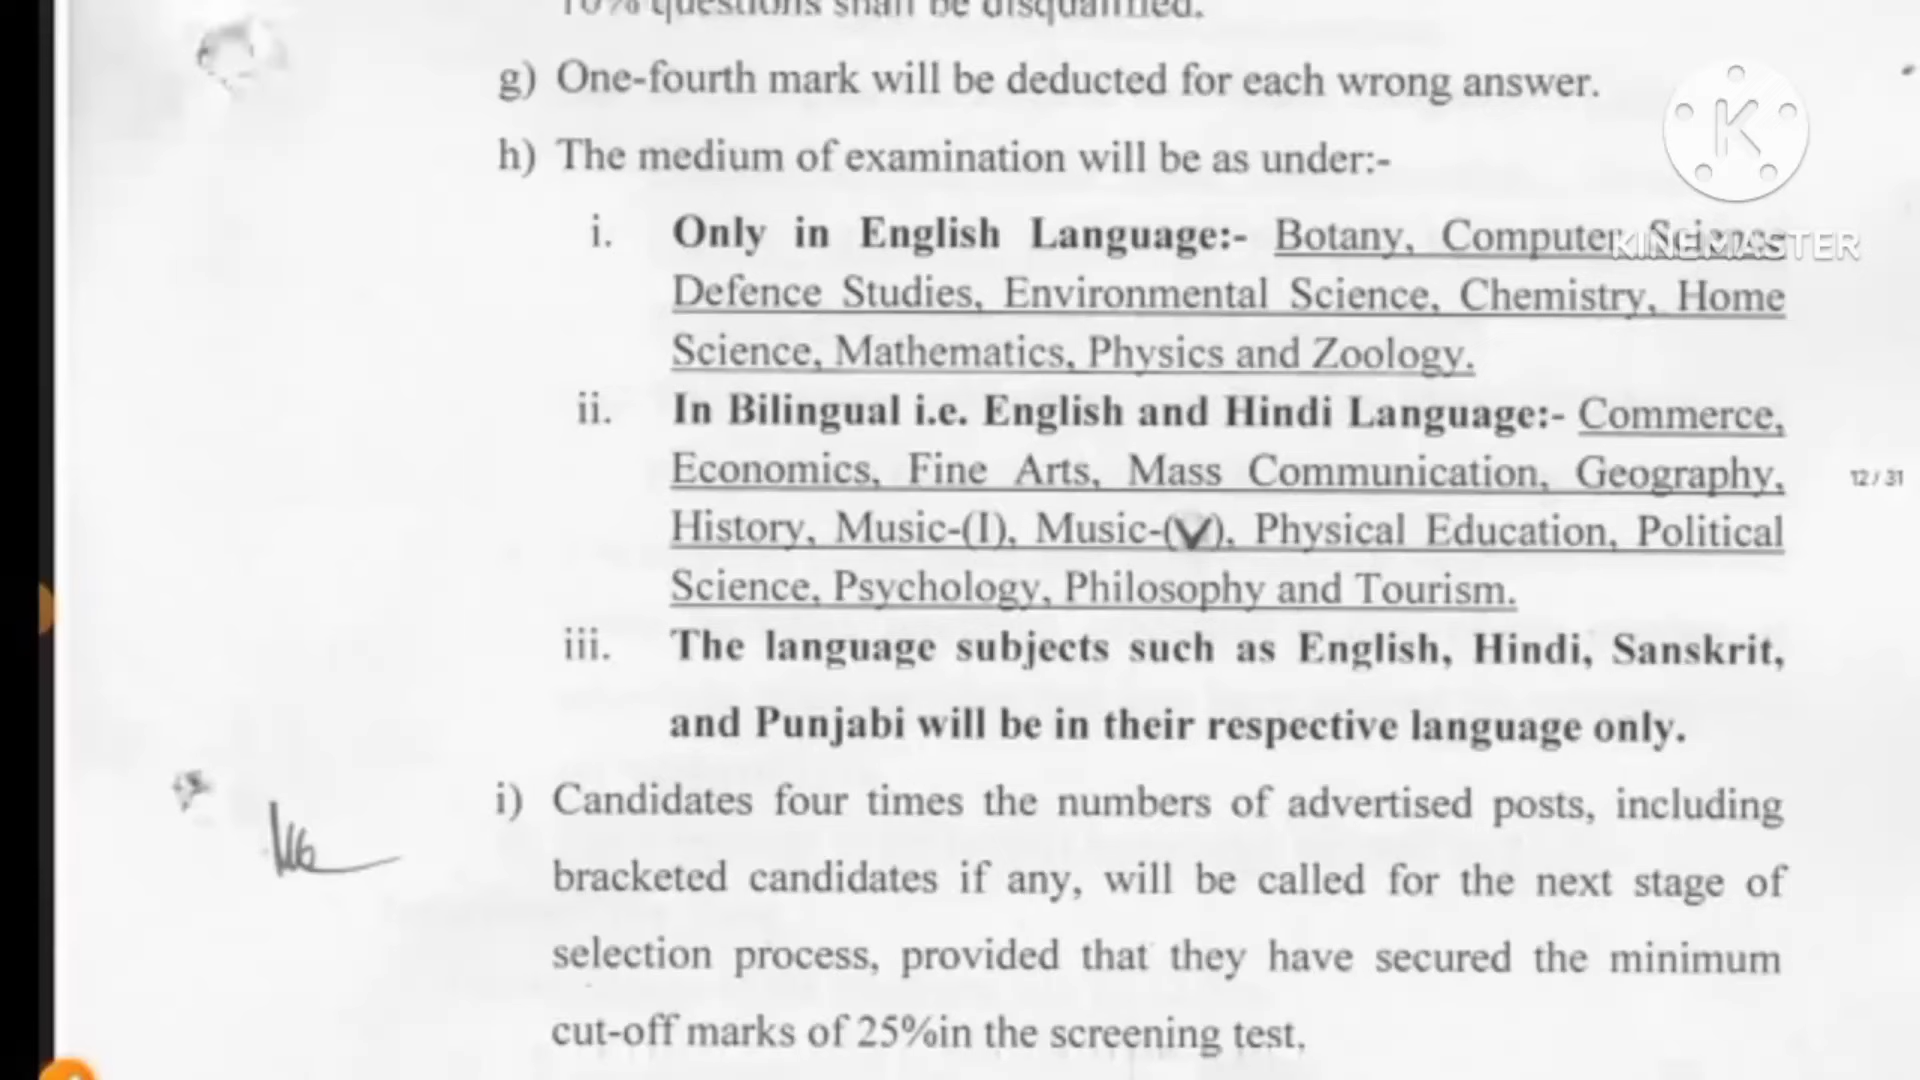 10% questions shall be disqualified.
g) One-fourth mark will be deducted for each wrong answer.
h) The medium of examination will be as under:-
i. Only in English Language:- Botany, Computer Science
Defence Studies, Environmental Science, Chemistry, Home
Science, Mathematics, Physics and Zoology.
ii. In Bilingual i.e. English and Hindi Language:- Commerce,
Economics, Fine Arts, Mass Communication, Geography,
History, Music-(I), Music-(V), Physical Education, Political
Science, Psychology, Philosophy and Tourism.
iii. The language subjects such as English, Hindi, Sanskrit,
and Punjabi will be in their respective language only.
i) Candidates four times the numbers of advertised posts, including
bracketed candidates if any, will be called for the next stage of
selection process, provided that they have secured the minimum
cut-off marks of 25%in the screening test.
K
KINEMASTER
12 / 31